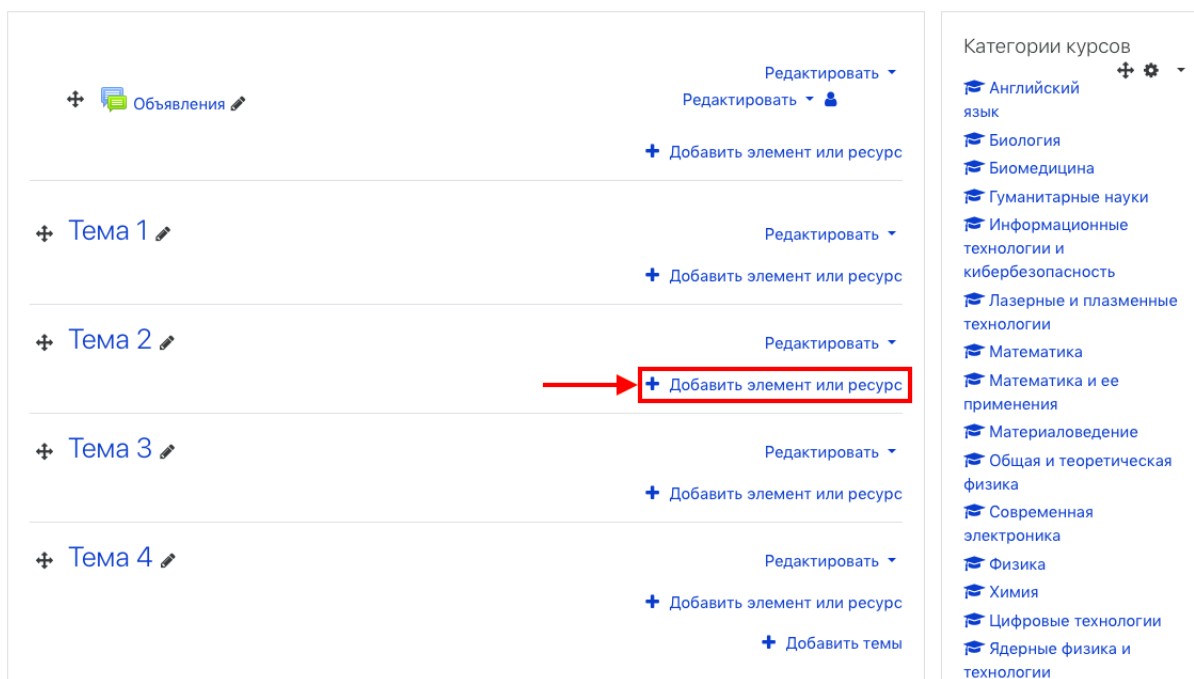 Редактировать
Объявления
Редактировать
Добавить элемент или ресурс
Тема 1
Редактировать
Добавить элемент или ресурс
Тема 2
Редактировать
Добавить элемент или ресурс
Тема 3
Редактировать
Добавить элемент или ресурс
Тема 4
Редактировать
Добавить элемент или ресурс
Добавить темы
Категории курсов
Английский
язык
Биология
Биомедицина
Гуманитарные науки
Информационные
технологии и
кибербезопасность
Лазерные и плазменные
технологии
Математика
Математика и ее
применения
Материаловедение
Общая и теоретическая
физика
Современная
электроника
Физика
Химия
Цифровые технологии
Ядерные физика и
технологии